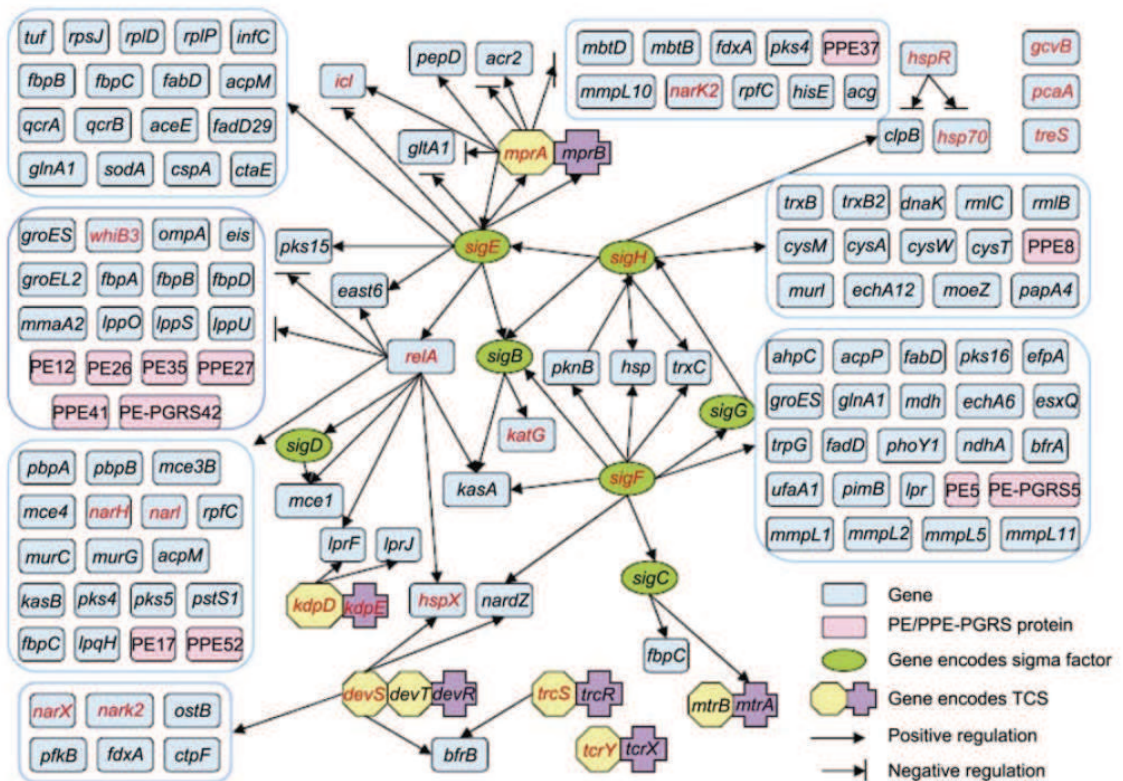 tuf rpsJ rplD rplP infC
fbpB fbpC fabD acpM
qcrA qcrB aceE fadD29
glnA1 sodA cspA ctaE
groES whiB3 ompA eis
groEL2 fbpA fbpB fbpD
mmaA2 lppO lppS lppU
PE12 PE26 PE35 PPE27
PPE41 PE-PGRS42
pbpA pbpB mce3B
mce4 narH narI rpfC
murC murG acpM
kasB pks4 pks5 pstS1
fbpC lpqH PE17 PPE52
narX nark2 ostB
pfkB fdxA ctpF
icl pepD acr2
gltA1 mprA mprB
pks15 sigE sigH
east6
relA sigB pknB hsp trxC
sigG
sigD katG
mce1 kasA sigF
lprF lprJ
kdpD kdpE hspX nardZ sigC
fbpC
devS devT devR trcS trcR mtrB mtrA
bfrB tcrY tcrX
mbtD mbtB fdxA pks4 PPE37
mmpL10 narK2 rpfC hisE acg
hspR
clpB hsp70
gcvB
pcaA
treS
trxB trxB2 dnaK rmlC rmlB
cysM cysA cysW cysT PPE8
murI echA12 moeZ papA4
ahpC acpP fabD pks16 efpA
groES glnA1 mdh echA6 esxQ
trpG fadD phoY1 ndhA bfrA
ufaA1 pimB lpr PE5 PE-PGRS5
mmpL1 mmpL2 mmpL5 mmpL11
Gene
PE/PPE-PGRS protein
Gene encodes sigma factor
Gene encodes TCS
Positive regulation
Negative regulation